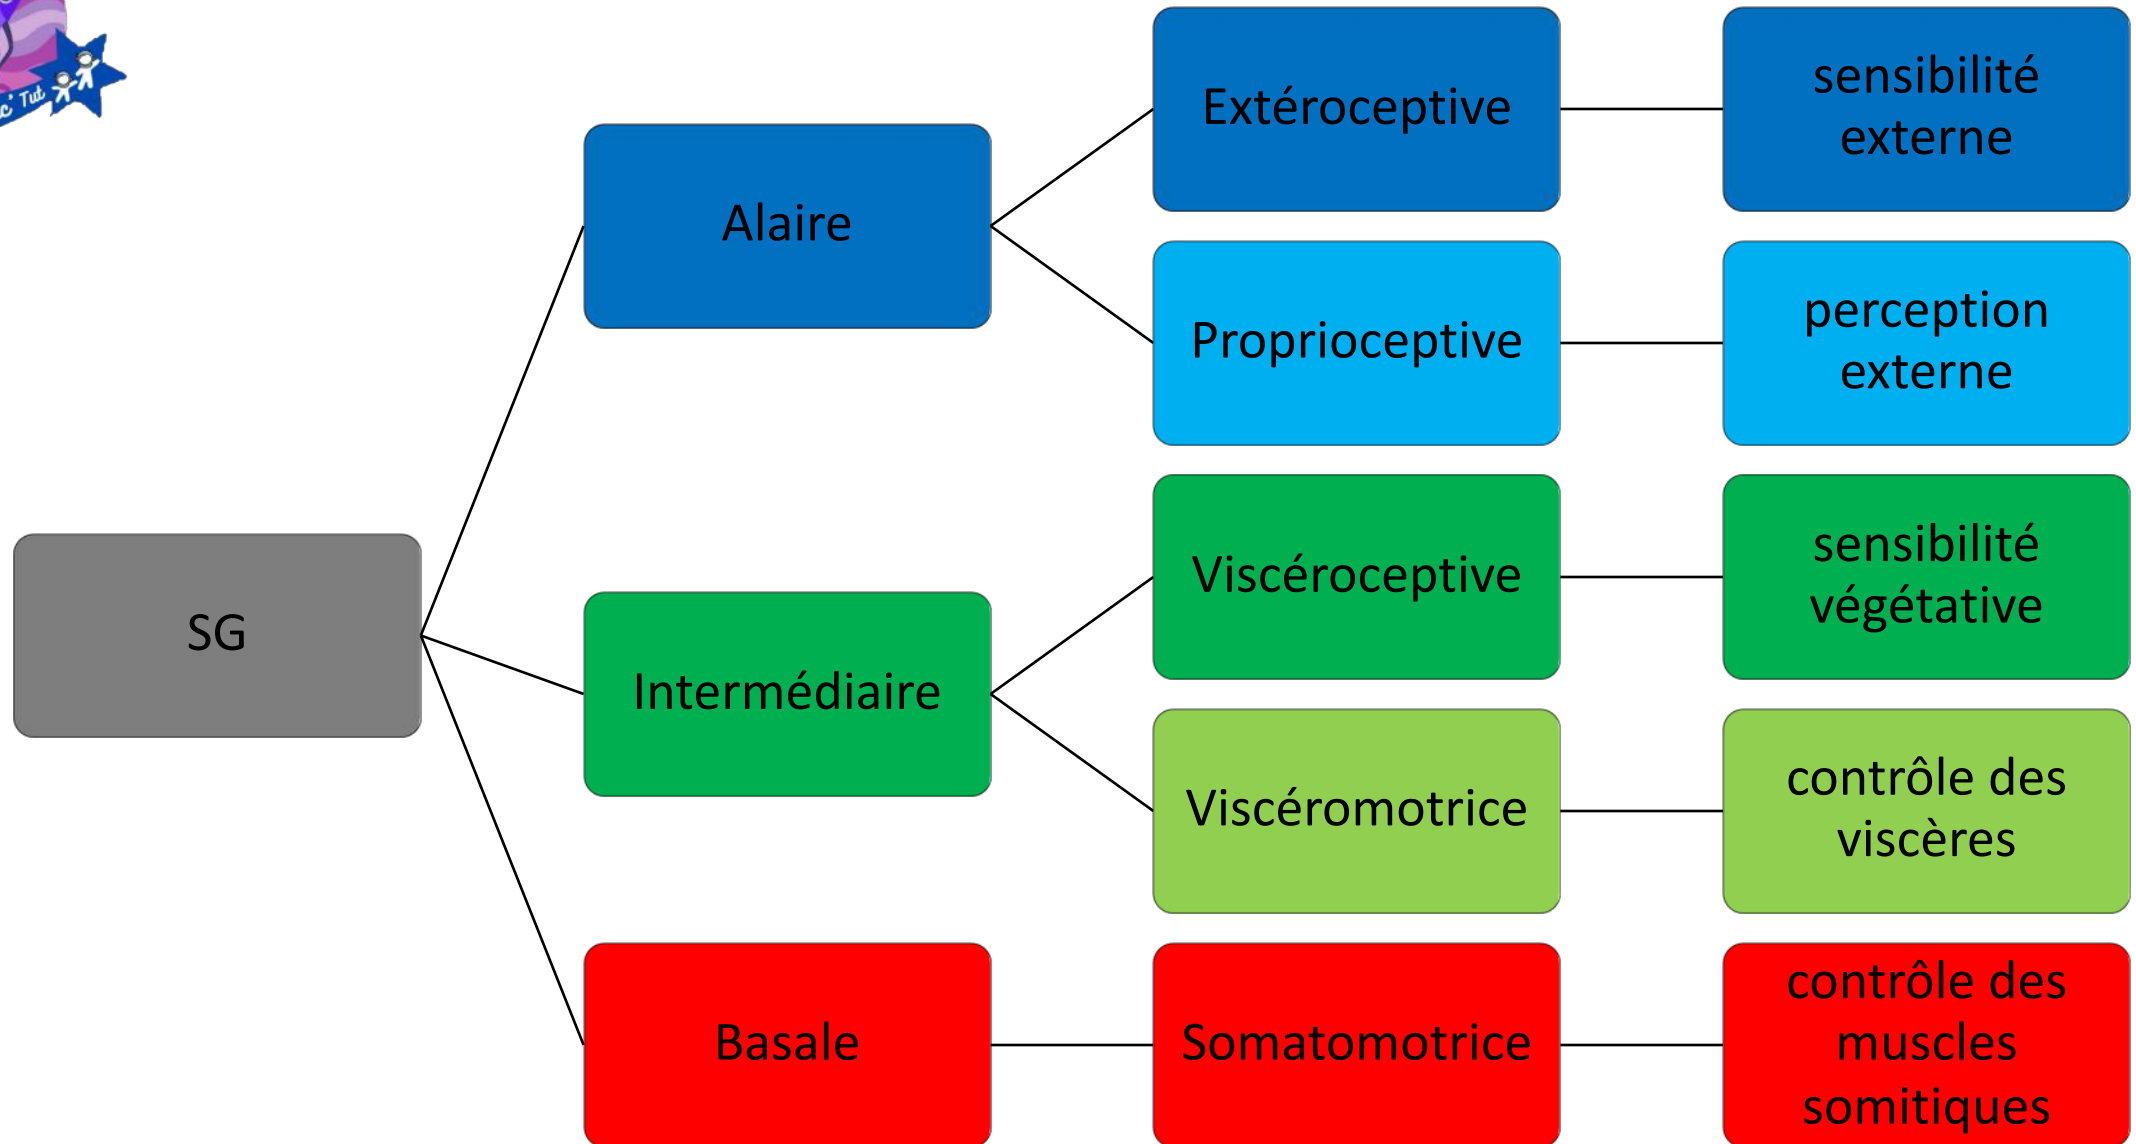 Tut
Extéroceptive
sensibilité
externe
Alaire
Proprioceptive
perception
externe
SG
Intermédiaire
Viscéroceptive
sensibilité
végétative
Viscéromotrice
contrôle des
viscères
Basale
Somatomotrice
contrôle des
muscles
somitiques